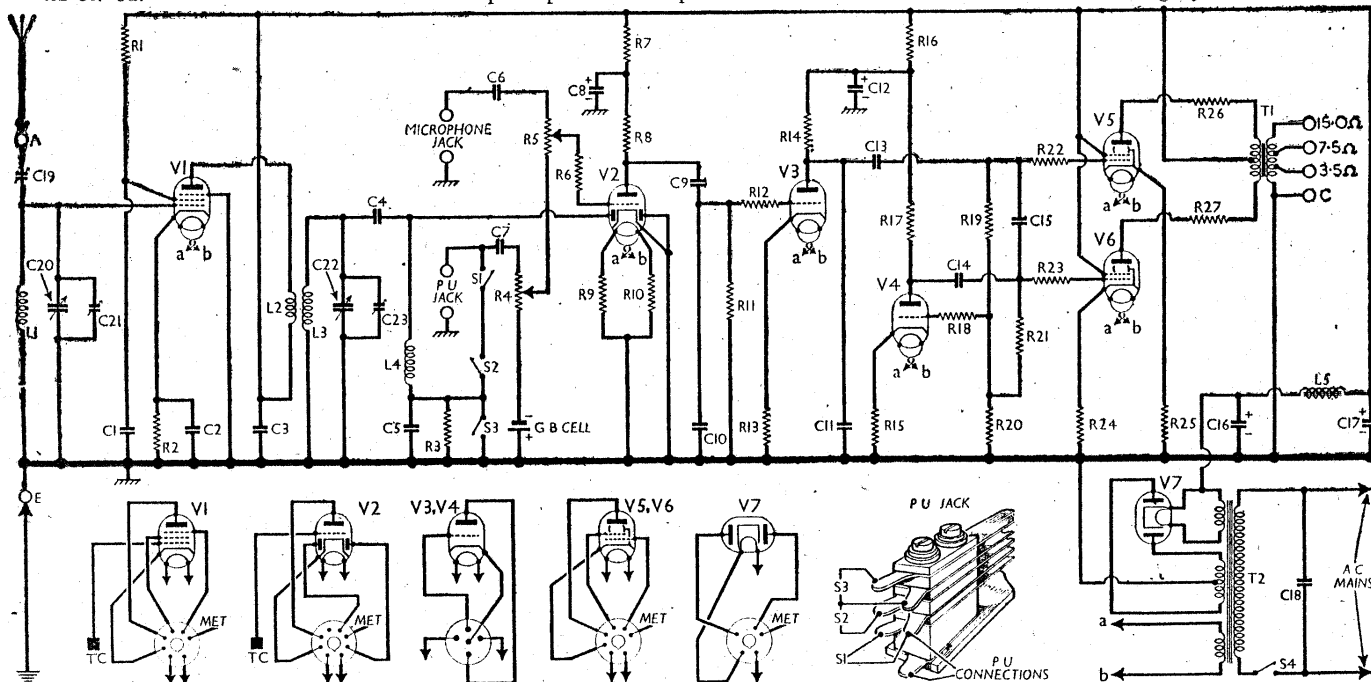 R1
A
C19
V1
a b
C20
C21
L1
C1
R2
C2
C3
L2
L3
C22
C23
C4
MICROPHONE
JACK
C6
R5
R6
C7
P U
JACK
S1
R4
S2
S3
L4
C5
R3
G B CELL
R7
C8
R8
V2
a b
R9
R10
C9
C10
R11
R12
V3
a b
R13
R14
C11
C12
C13
R16
R17
V4
a b
C14
R15
R18
R19
C15
R20
R21
R22
R23
V5
a b
V6
a b
R24
R25
R26
R27
T1
15·0Ω
7·5Ω
3·5Ω
C
L5
C16
C17
E
V1
MET
TC
V2
MET
TC
V3, V4
V5, V6
MET
V7
MET
P U JACK
S3
S2
S1
P U
CONNECTIONS
V7
T2
a
b
C18
S4
A C
MAINS